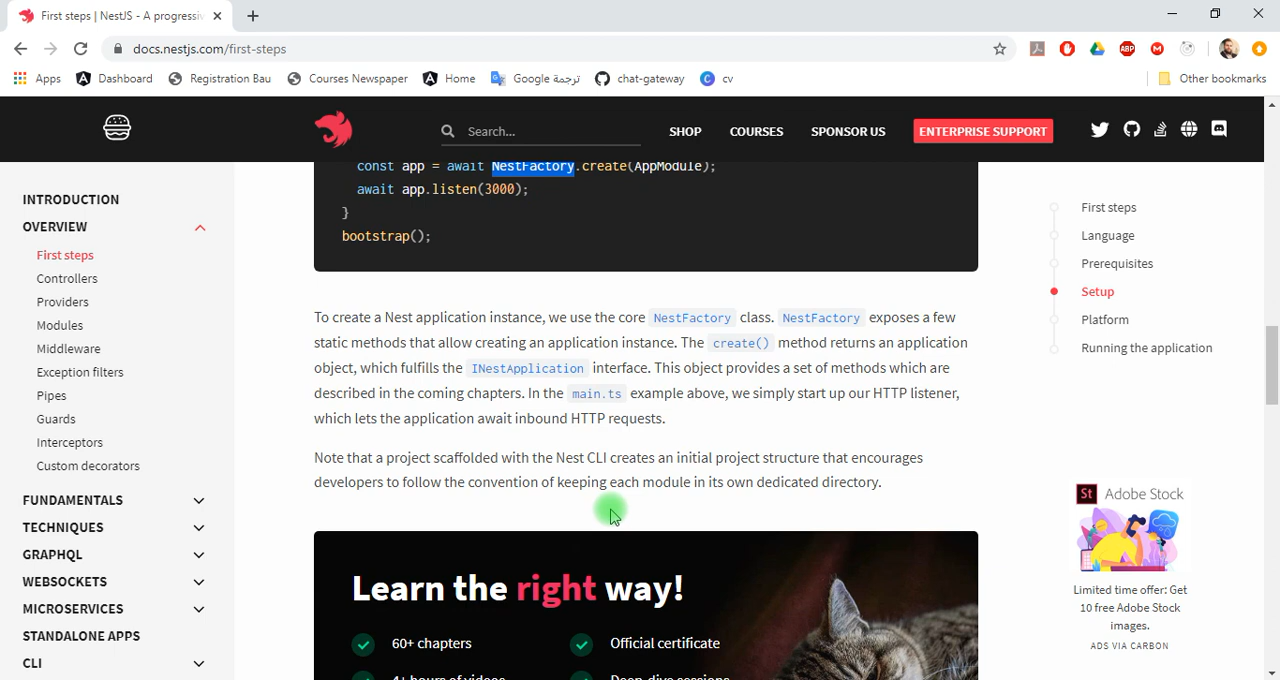 First steps | NestJS - A progressiv
docs.nestjs.com/first-steps
Apps Dashboard Registration Bau Courses Newspaper Home Google ترجمة chat-gateway cv Other bookmarks
ABP
Search... SHOP COURSES SPONSOR US ENTERPRISE SUPPORT
INTRODUCTION
OVERVIEW
First steps
Controllers
Providers
Modules
Middleware
Exception filters
Pipes
Guards
Interceptors
Custom decorators
FUNDAMENTALS
TECHNIQUES
GRAPHQL
WEBSOCKETS
MICROSERVICES
STANDALONE APPS
CLI
const app = await NestFactory.create(AppModule);
await app.listen(3000);
}
bootstrap();
To create a Nest application instance, we use the core NestFactory class. NestFactory exposes a few
static methods that allow creating an application instance. The create() method returns an application
object, which fulfills the INestApplication interface. This object provides a set of methods which are
described in the coming chapters. In the main.ts example above, we simply start up our HTTP listener,
which lets the application await inbound HTTP requests.
Note that a project scaffolded with the Nest CLI creates an initial project structure that encourages
developers to follow the convention of keeping each module in its own dedicated directory.
Learn the right way!
60+ chapters
Official certificate
4+ hours of videos
Deep-dive sessions
First steps
Language
Prerequisites
Setup
Platform
Running the application
St Adobe Stock
Limited time offer: Get
10 free Adobe Stock
images.
ADS VIA CARBON